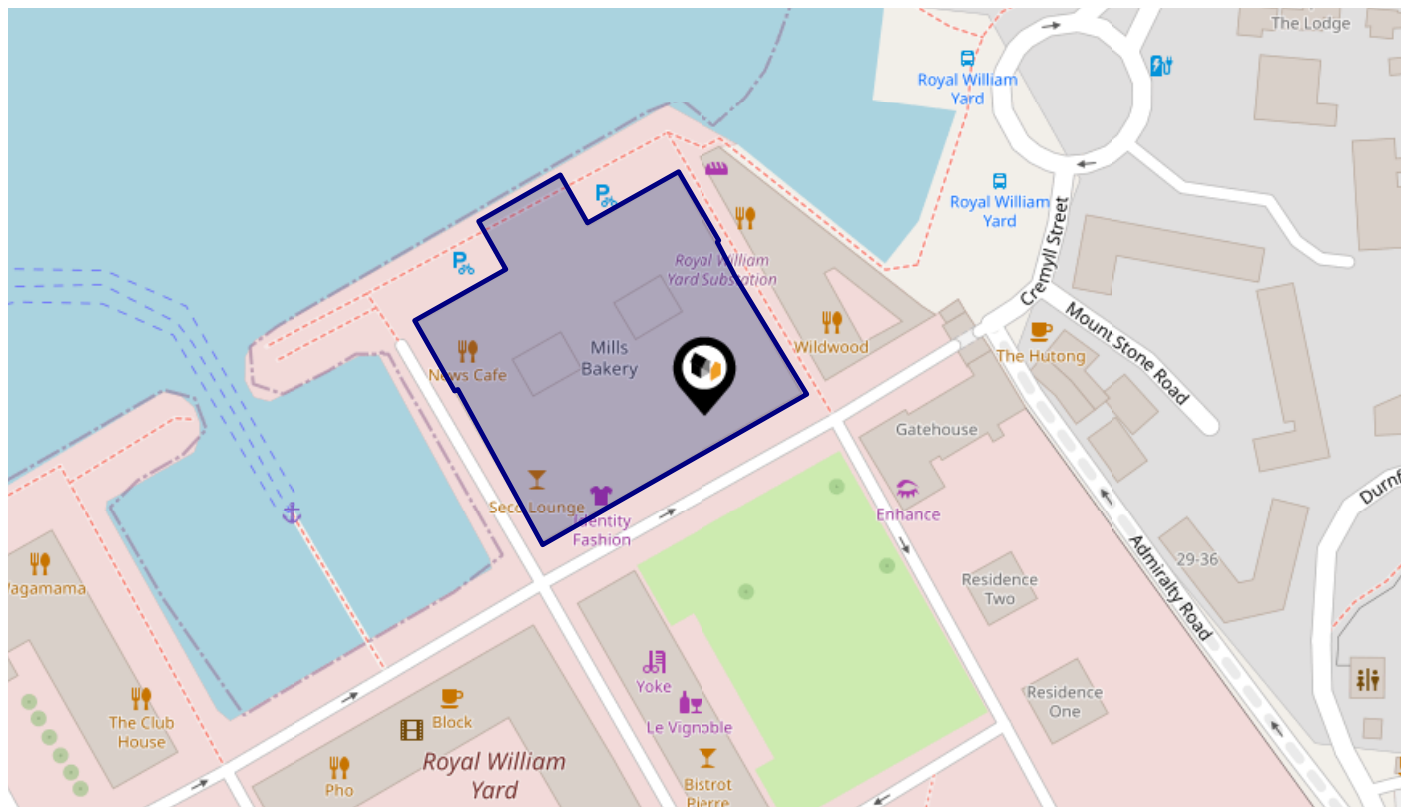 The Lodge
Royal William
Yard
Royal William
Yard
Cremyll Street
Royal William
Yard Substation
Mills
Bakery
News Cafe
Wildwood
The Hutong
Mount Stone Road
Gatehouse
Seco Lounge
Identity
Fashion
Enhance
Durnf
Admiralty Road
29-36
Residence
Two
Vagamama
Yoke
Le Vignoble
Residence
One
The Club
House
Block
Royal William
Yard
Pho
Bistrot
Pierre